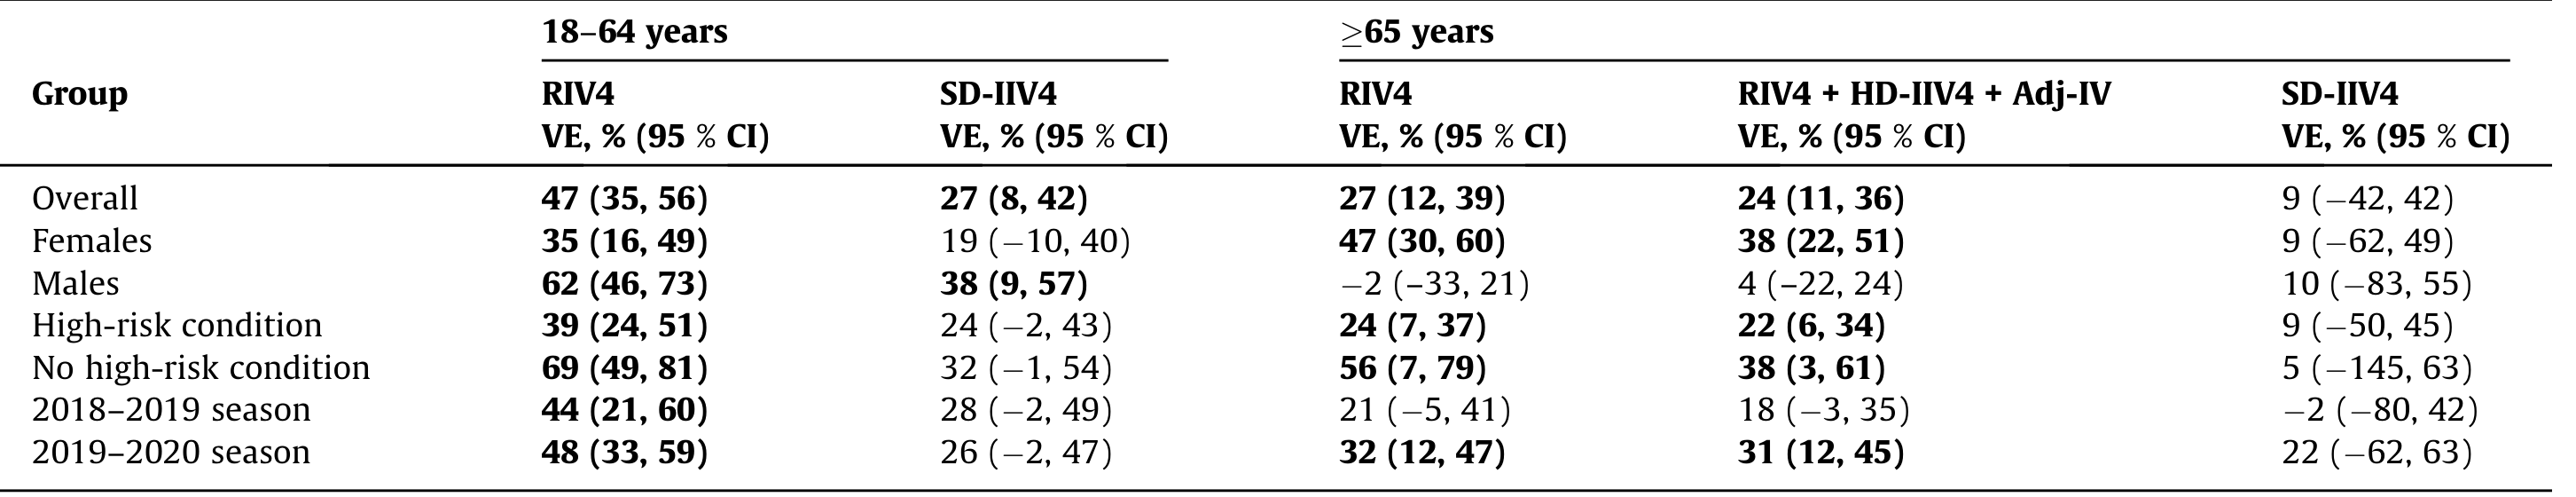 18–64 years ≥65 years
Group RIV4 SD-IIV4 RIV4 RIV4 + HD-IIV4 + Adj-IV SD-IIV4
VE, % (95 % CI) VE, % (95 % CI) VE, % (95 % CI) VE, % (95 % CI) VE, % (95 % CI)
Overall 47 (35, 56) 27 (8, 42) 27 (12, 39) 24 (11, 36) 9 (−42, 42)
Females 35 (16, 49) 19 (−10, 40) 47 (30, 60) 38 (22, 51) 9 (−62, 49)
Males 62 (46, 73) 38 (9, 57) −2 (–33, 21) 4 (–22, 24) 10 (−83, 55)
High-risk condition 39 (24, 51) 24 (−2, 43) 24 (7, 37) 22 (6, 34) 9 (−50, 45)
No high-risk condition 69 (49, 81) 32 (−1, 54) 56 (7, 79) 38 (3, 61) 5 (−145, 63)
2018–2019 season 44 (21, 60) 28 (−2, 49) 21 (−5, 41) 18 (−3, 35) −2 (−80, 42)
2019–2020 season 48 (33, 59) 26 (−2, 47) 32 (12, 47) 31 (12, 45) 22 (−62, 63)